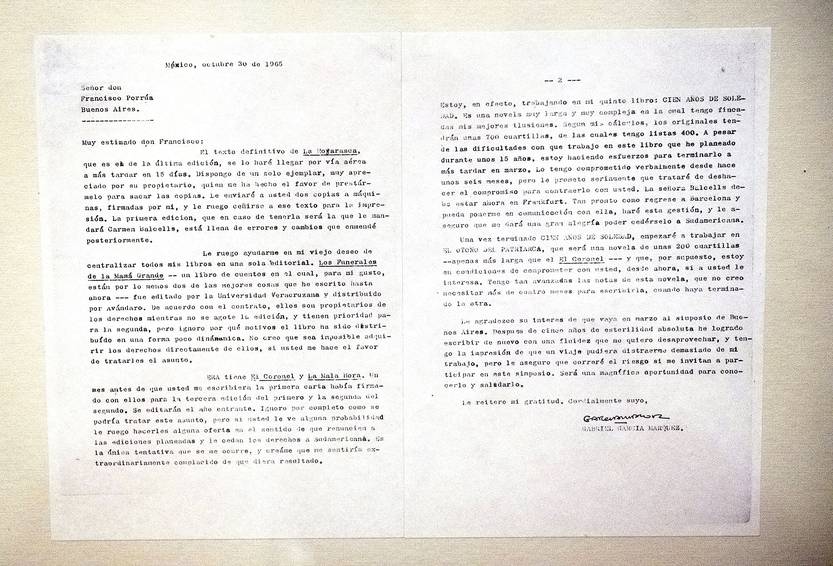 México, octubre 30 de 1965
Señor don
Francisco Porrúa
Buenos Aires.
-----------------
Muy estimado don Francisco:
El texto definitivo de La Hojarasca,
que es el de la última edición, se lo haré llegar por vía aérea
a más tardar en 15 días. Dispongo de un solo ejemplar, muy apre-
ciado por su propietario, quien me ha hecho el favor de prestár-
melo para sacar las copias. Le enviaré a usted dos copias a máqui-
nas, firmadas por mí, y le ruego ceñirse a ese texto para la impre-
sión. La primera edicion, que en caso de tenerla será la que le man-
dará Carmen Balcells, está llena de errores y cambios que enmendé
posteriormente.
Le ruego ayudarme en mi viejo deseo de
centralizar todos mis libros en una sola Editorial. Los Funerales
de la Mamá Grande -- un libro de cuentos en el cual, para mi gusto,
están por lo menos dos de las mejores cosas que he escrito hasta
ahora --- fue editado por la Universidad Veracruzana y distribuido
por Avándaro. De acuerdo con el contrato, ellos son propietarios de
los derechos mientras no se agote la edición, y tienen prioridad pa-
ra la segunda, pero ignoro por qué motivos el libro ha sido distri-
buido en una forma poco dinámica. No creo que sea imposible adqui-
rir los derechos directamente de ellos, si usted me hace el favor
de tratarles el asunto.
ERA tiene El Coronel y La Mala Hora. Un
mes antes de que usted me escribiera la primera carta había firma-
do con ellos para la tercera edición del primero y la segunda del
segundo. Se editarán el año entrante. Ignoro por completo como se
podría tratar este asunto, pero si usted le ve alguna probabilidad
le ruego hacerles alguna oferta en el sentido de que renuncien a
las ediciones planeadas y le cedan los derechos a Sudamericana. Es
la única tentativa que se me ocurre, y créame que me sentiría ex-
traordinariamente complacido de que diera resultado.
-- 2 ---
Estoy, en efecto, trabajando en mi quinto libro: CIEN AÑOS DE SOLE-
DAD. Es una novela muy larga y muy compleja en la cual tengo finca-
das mis mejores ilusiones. Segun mis cálculos, los originales ten-
drán unas 700 cuartillas, de las cuales tengo listas 400. A pesar
de las dificultades con que trabajo en este libro que he planeado
durante unos 15 años, estoy haciendo esfuerzos para terminarlo a
más tardar en marzo. Lo tengo comprometido verbalmente desde hace
unos seis meses, pero le prometo seriamente que trataré de desha-
cer el compromiso para contraerlo con usted. La señora Balcells de-
be estar ahora en Frankfurt. Tan pronto como regrese a Barcelona y
pueda ponerme en comunicación con ella, haré esta gestión, y le a-
seguro que me dará una gran alegría poder cedérselo a Sudamericana.
Una vez terminado CIEN AÑOS DE SOLEDAD, empezaré a trabajar en
EL OTOÑO DEL PATRIARCA, que será una novela de unas 200 cuartillas
--apenas más larga que el El Coronel --- y que, por supuesto, estoy
en condiciones de comprometer con usted, desde ahora, si a usted le
interesa. Tengo tan avanzadas las notas de esta novela, que no creo
necesitar más de cuatro meses para escribirla, cuando haya termina-
do la otra.
Le agradezco su interes de que vaya en marzo al simposio de Bue-
nos Aires. Después de cinco años de esterilidad absoluta he logrado
escribir de nuevo con una fluidez que no quiero desaprovechar, y ten-
go la impresión de que un viaje pudiera distraerme demasiado de mi
trabajo, pero le aseguro que correré el riesgo si me invitan a par-
ticipar en este simposio. Será una magnífica oportunidad para cono-
cerlo y saludarlo.
Le reitero mi gratitud. Cordialmente suyo,
GABRIEL GARCIA MARQUEZ.